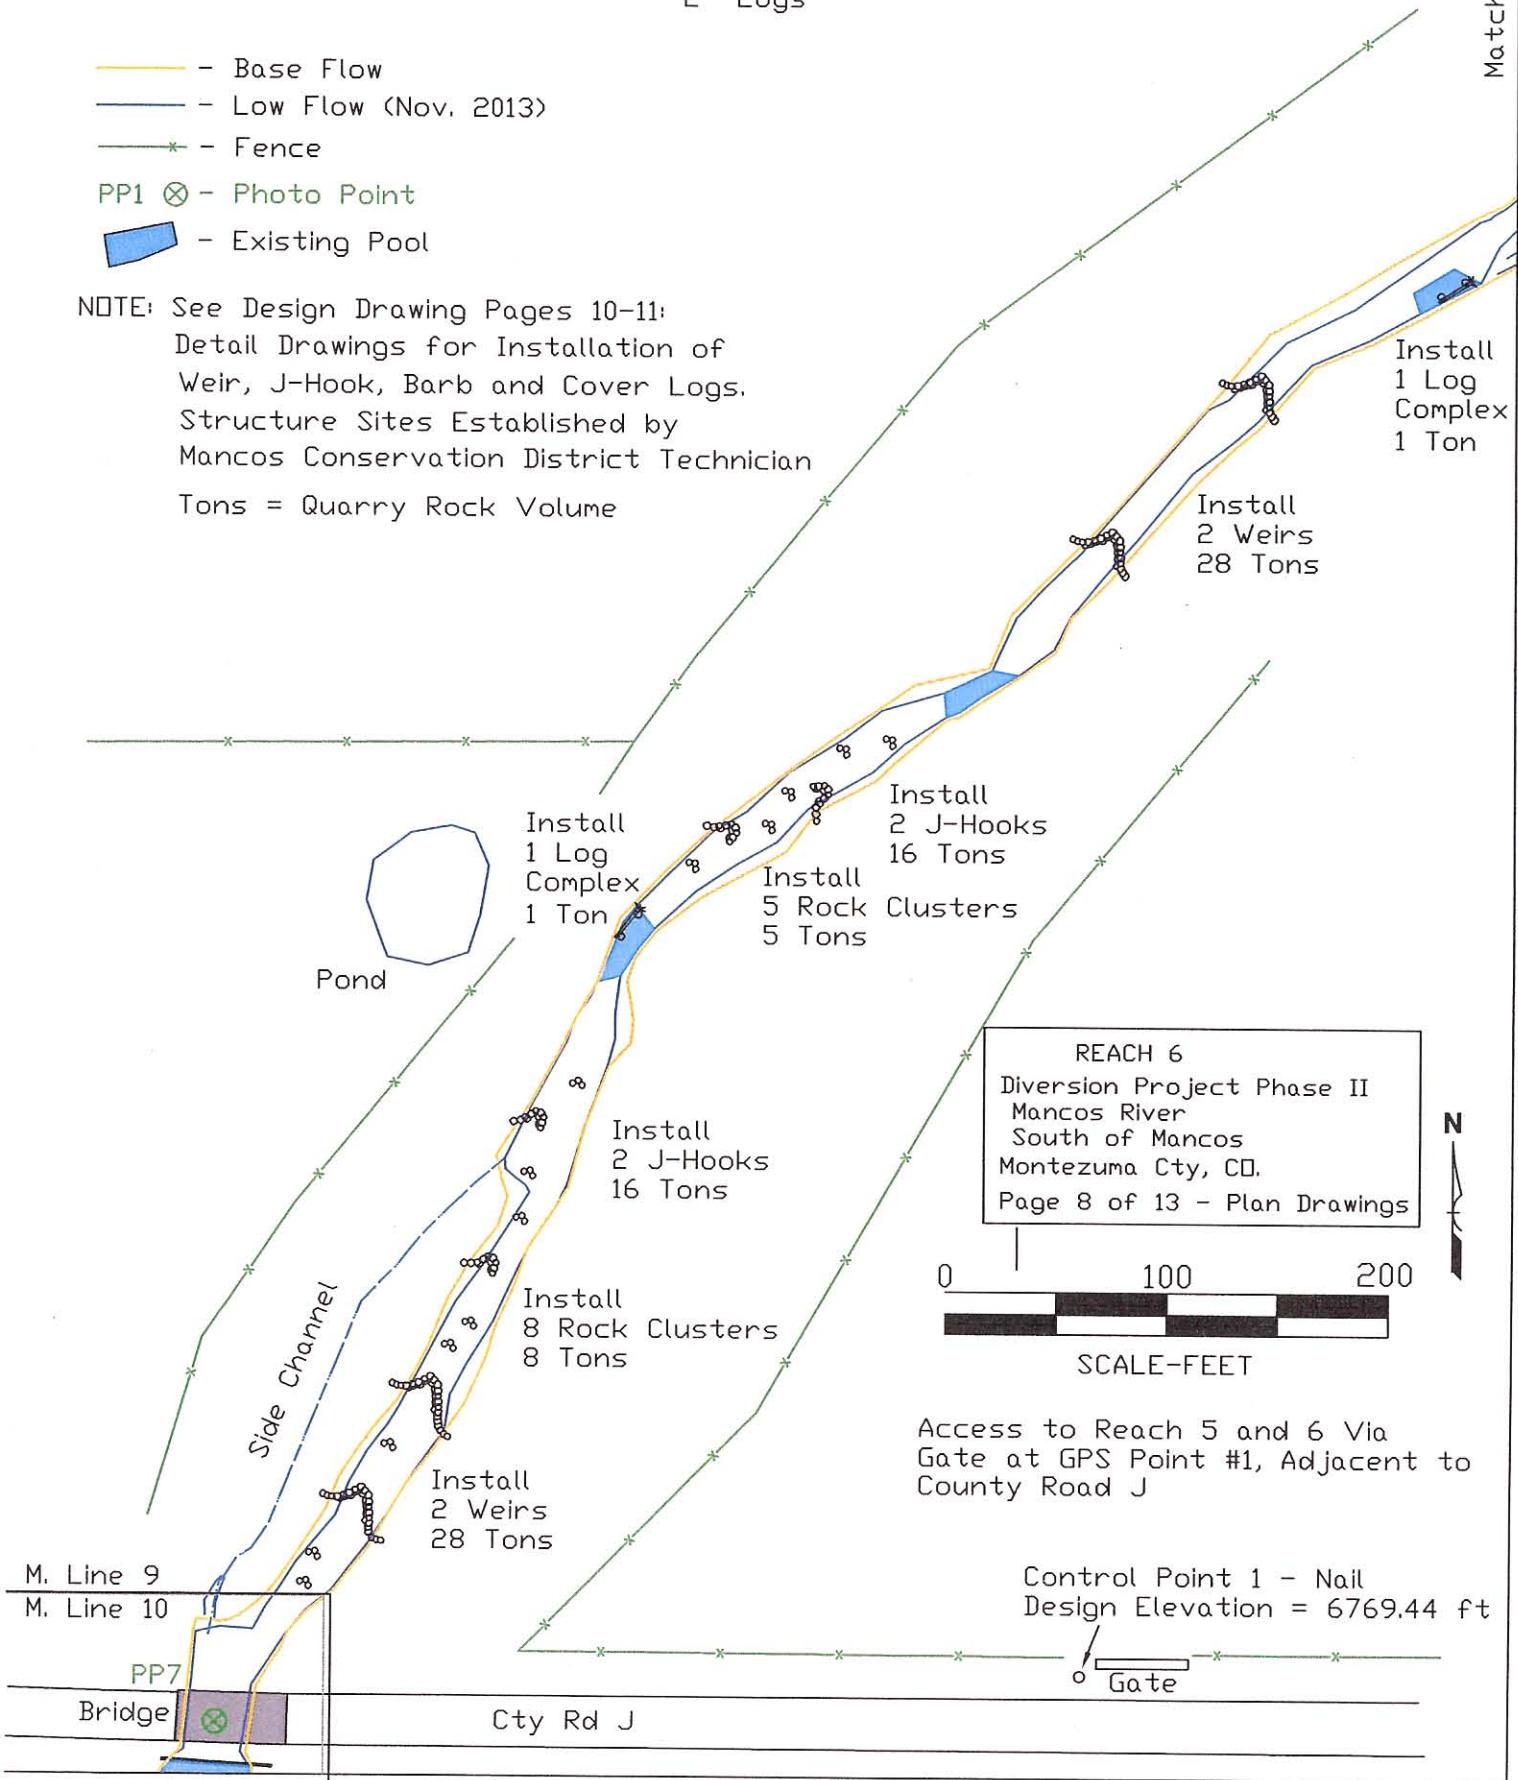 - Base Flow
- Low Flow (Nov. 2013)
- Fence
PP1 ⊗ - Photo Point
- Existing Pool
NOTE: See Design Drawing Pages 10-11:
Detail Drawings for Installation of
Weir, J-Hook, Barb and Cover Logs.
Structure Sites Established by
Mancos Conservation District Technician
Tons = Quarry Rock Volume
Install
1 Log
Complex
1 Ton
Install
2 Weirs
28 Tons
Install
2 J-Hooks
16 Tons
Install
5 Rock Clusters
5 Tons
Install
1 Log
Complex
1 Ton
Pond
Install
2 J-Hooks
16 Tons
Side Channel
Install
8 Rock Clusters
8 Tons
Install
2 Weirs
28 Tons
REACH 6
Diversion Project Phase II
Mancos River
South of Mancos
Montezuma Cty, CO.
Page 8 of 13 - Plan Drawings
N
0 100 200
SCALE-FEET
Access to Reach 5 and 6 Via
Gate at GPS Point #1, Adjacent to
County Road J
Control Point 1 - Nail
Design Elevation = 6769.44 ft
Gate
M. Line 9
M. Line 10
PP7
Bridge
Cty Rd J